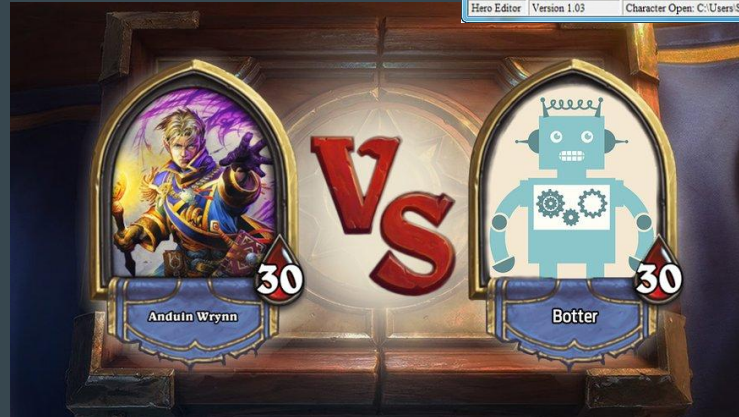 Hero Editor Version 1.03 Character Open: C:\Users\S
VS
30 30
Anduin Wrynn Botter